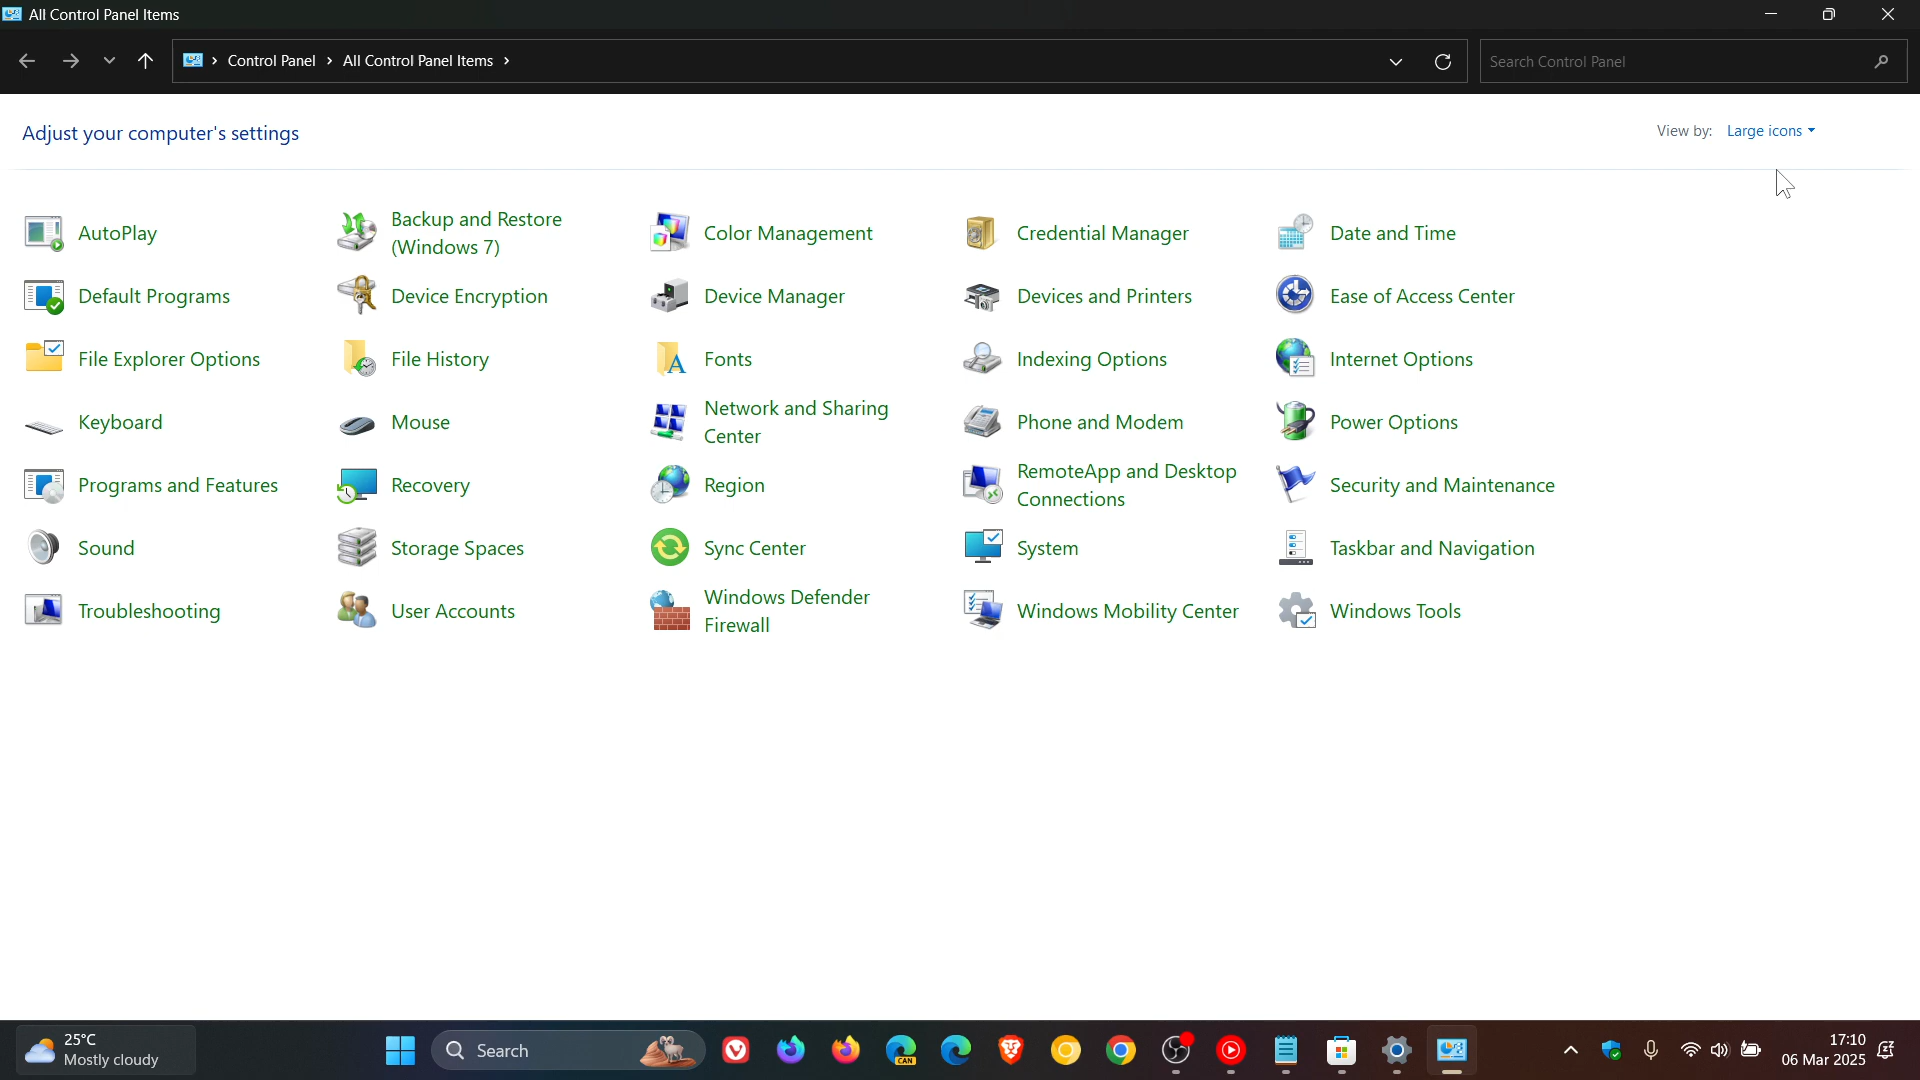 All Control Panel Items
Control Panel › All Control Panel Items ›
Search Control Panel
Adjust your computer's settings
View by: Large icons
AutoPlay
Backup and Restore
(Windows 7)
Color Management
Credential Manager
Date and Time
Default Programs
Device Encryption
Device Manager
Devices and Printers
Ease of Access Center
File Explorer Options
File History
Fonts
Indexing Options
Internet Options
Keyboard
Mouse
Network and Sharing
Center
Phone and Modem
Power Options
Programs and Features
Recovery
Region
RemoteApp and Desktop
Connections
Security and Maintenance
Sound
Storage Spaces
Sync Center
System
Taskbar and Navigation
Troubleshooting
User Accounts
Windows Defender
Firewall
Windows Mobility Center
Windows Tools
25°C
Mostly cloudy
Search
CAN
17:10
06 Mar 2025